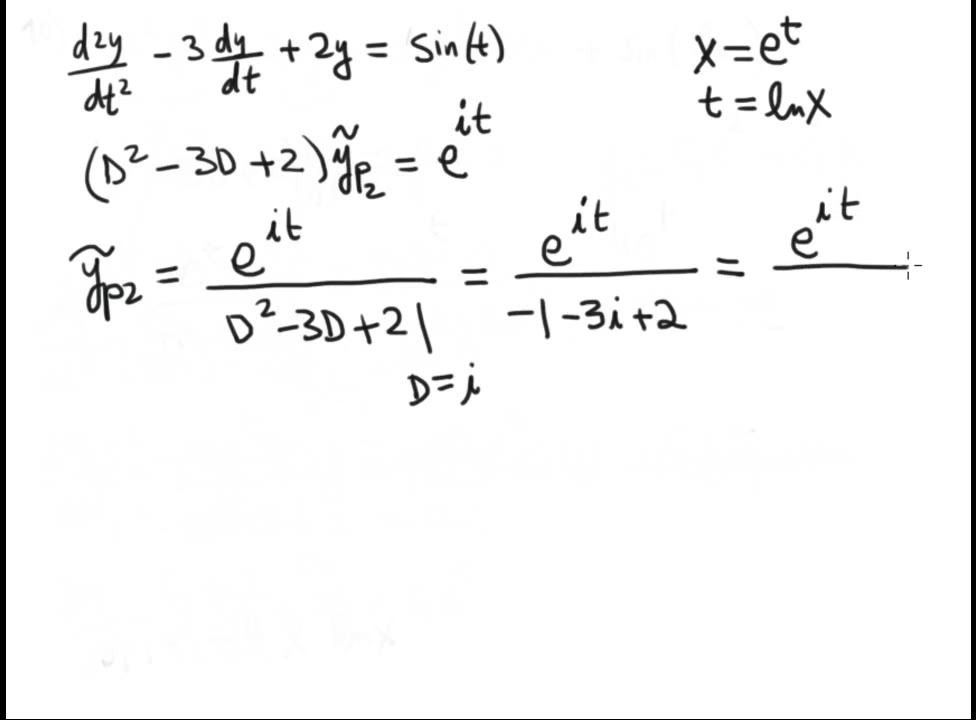 d²y/dt² - 3 dy/dt + 2y = Sin(t)
x = e^t
t = lnx
(D² - 3D + 2)ỹ_p₂ = e^it
ỹ_p2 = e^it / D² - 3D + 2 | D = i = e^it / -1 - 3i + 2 = e^it